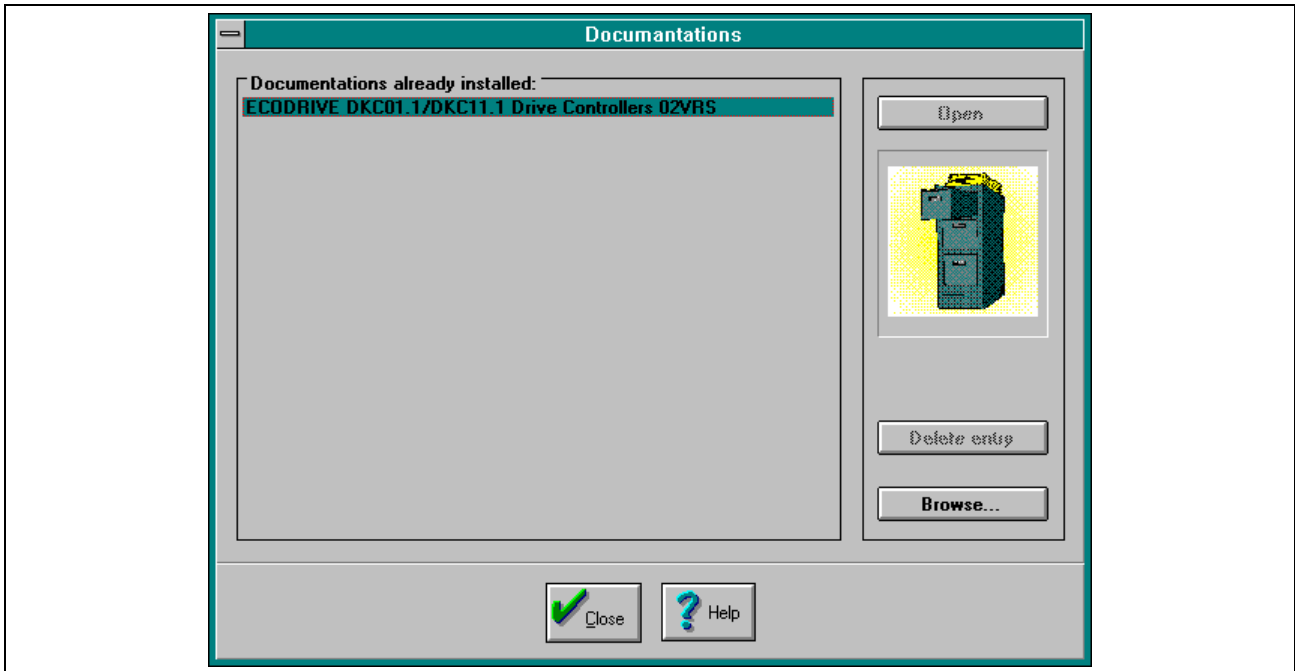 Documantations
Documentations already installed:
ECODRIVE DKC01.1/DKC11.1 Drive Controllers 02VRS
Open
Delete entry
Browse...
Close
Help